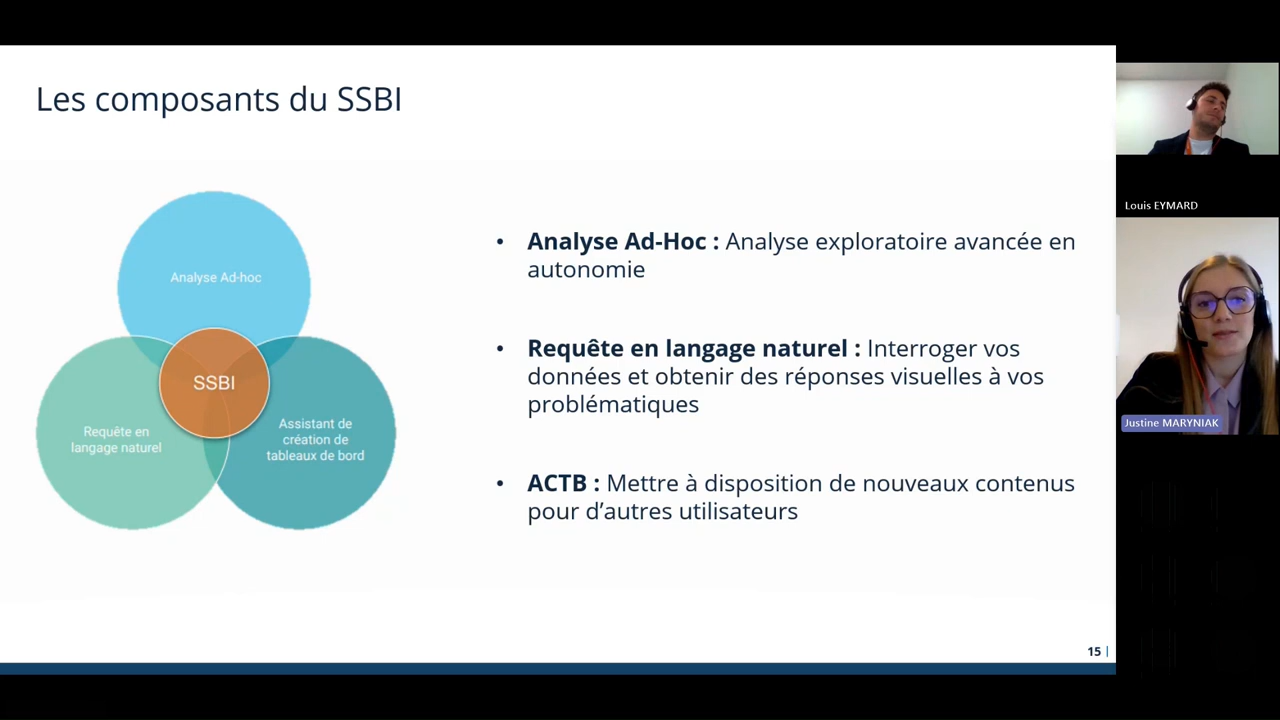 Les composants du SSBI
Analyse Ad-hoc
SSBI
Requête en
langage naturel
Assistant de
création de
tableaux de bord
• Analyse Ad-Hoc : Analyse exploratoire avancée en
autonomie
• Requête en langage naturel : Interroger vos
données et obtenir des réponses visuelles à vos
problématiques
• ACTB : Mettre à disposition de nouveaux contenus
pour d’autres utilisateurs
15 |
Louis EYMARD
Justine MARYNIAK